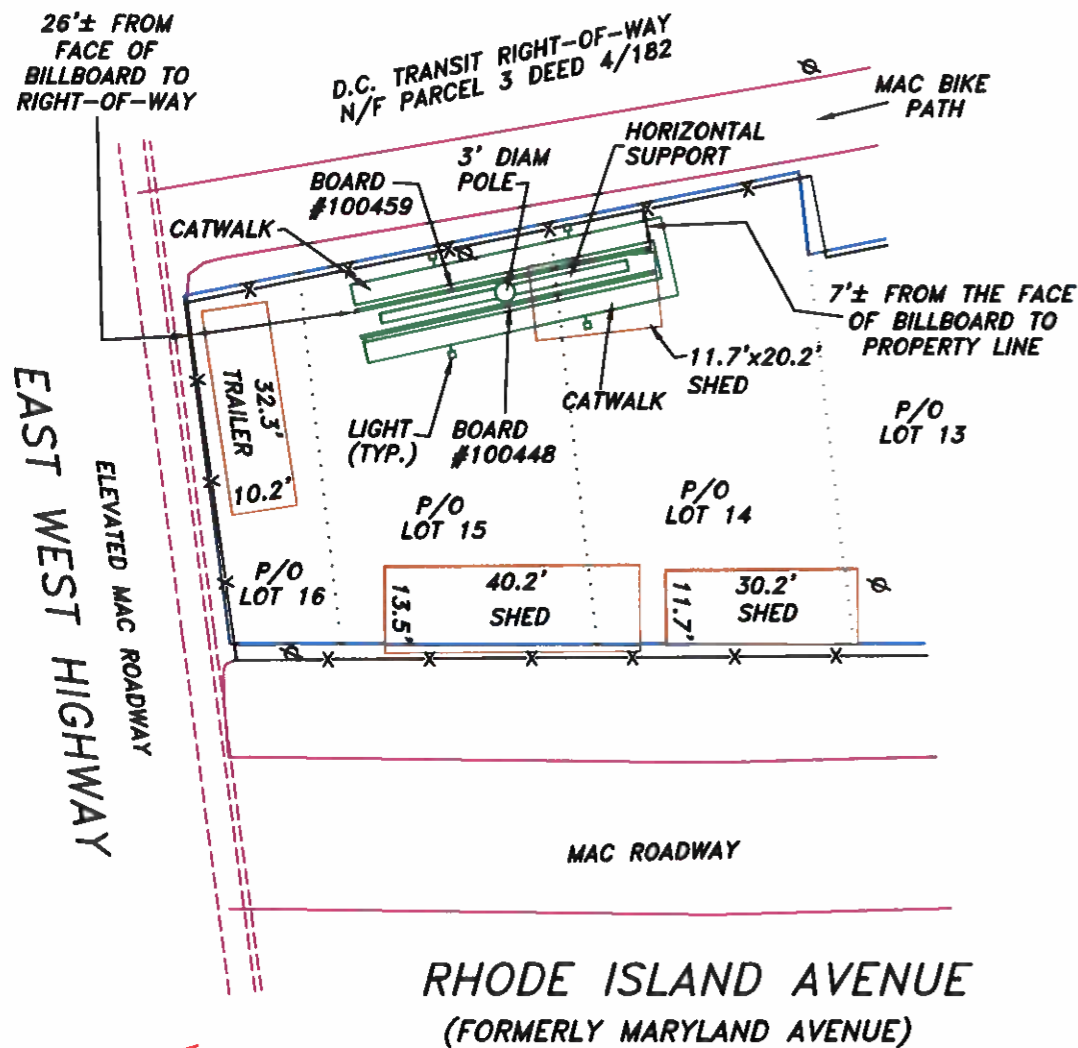 26'± FROM
FACE OF
BILLBOARD TO
RIGHT-OF-WAY
D.C. TRANSIT RIGHT-OF-WAY
N/F PARCEL 3 DEED 4/182
MAC BIKE
PATH
HORIZONTAL
SUPPORT
3' DIAM
POLE
BOARD
#100459
CATWALK
7'± FROM THE FACE
OF BILLBOARD TO
PROPERTY LINE
11.7'x20.2'
SHED
CATWALK
LIGHT
(TYP.)
BOARD
#100448
32.3'
TRAILER
10.2'
P/O
LOT 13
P/O
LOT 14
P/O
LOT 15
P/O
LOT 16
40.2'
SHED
13.5'
30.2'
SHED
11.7'
EAST WEST HIGHWAY
ELEVATED MAC ROADWAY
MAC ROADWAY
RHODE ISLAND AVENUE
(FORMERLY MARYLAND AVENUE)